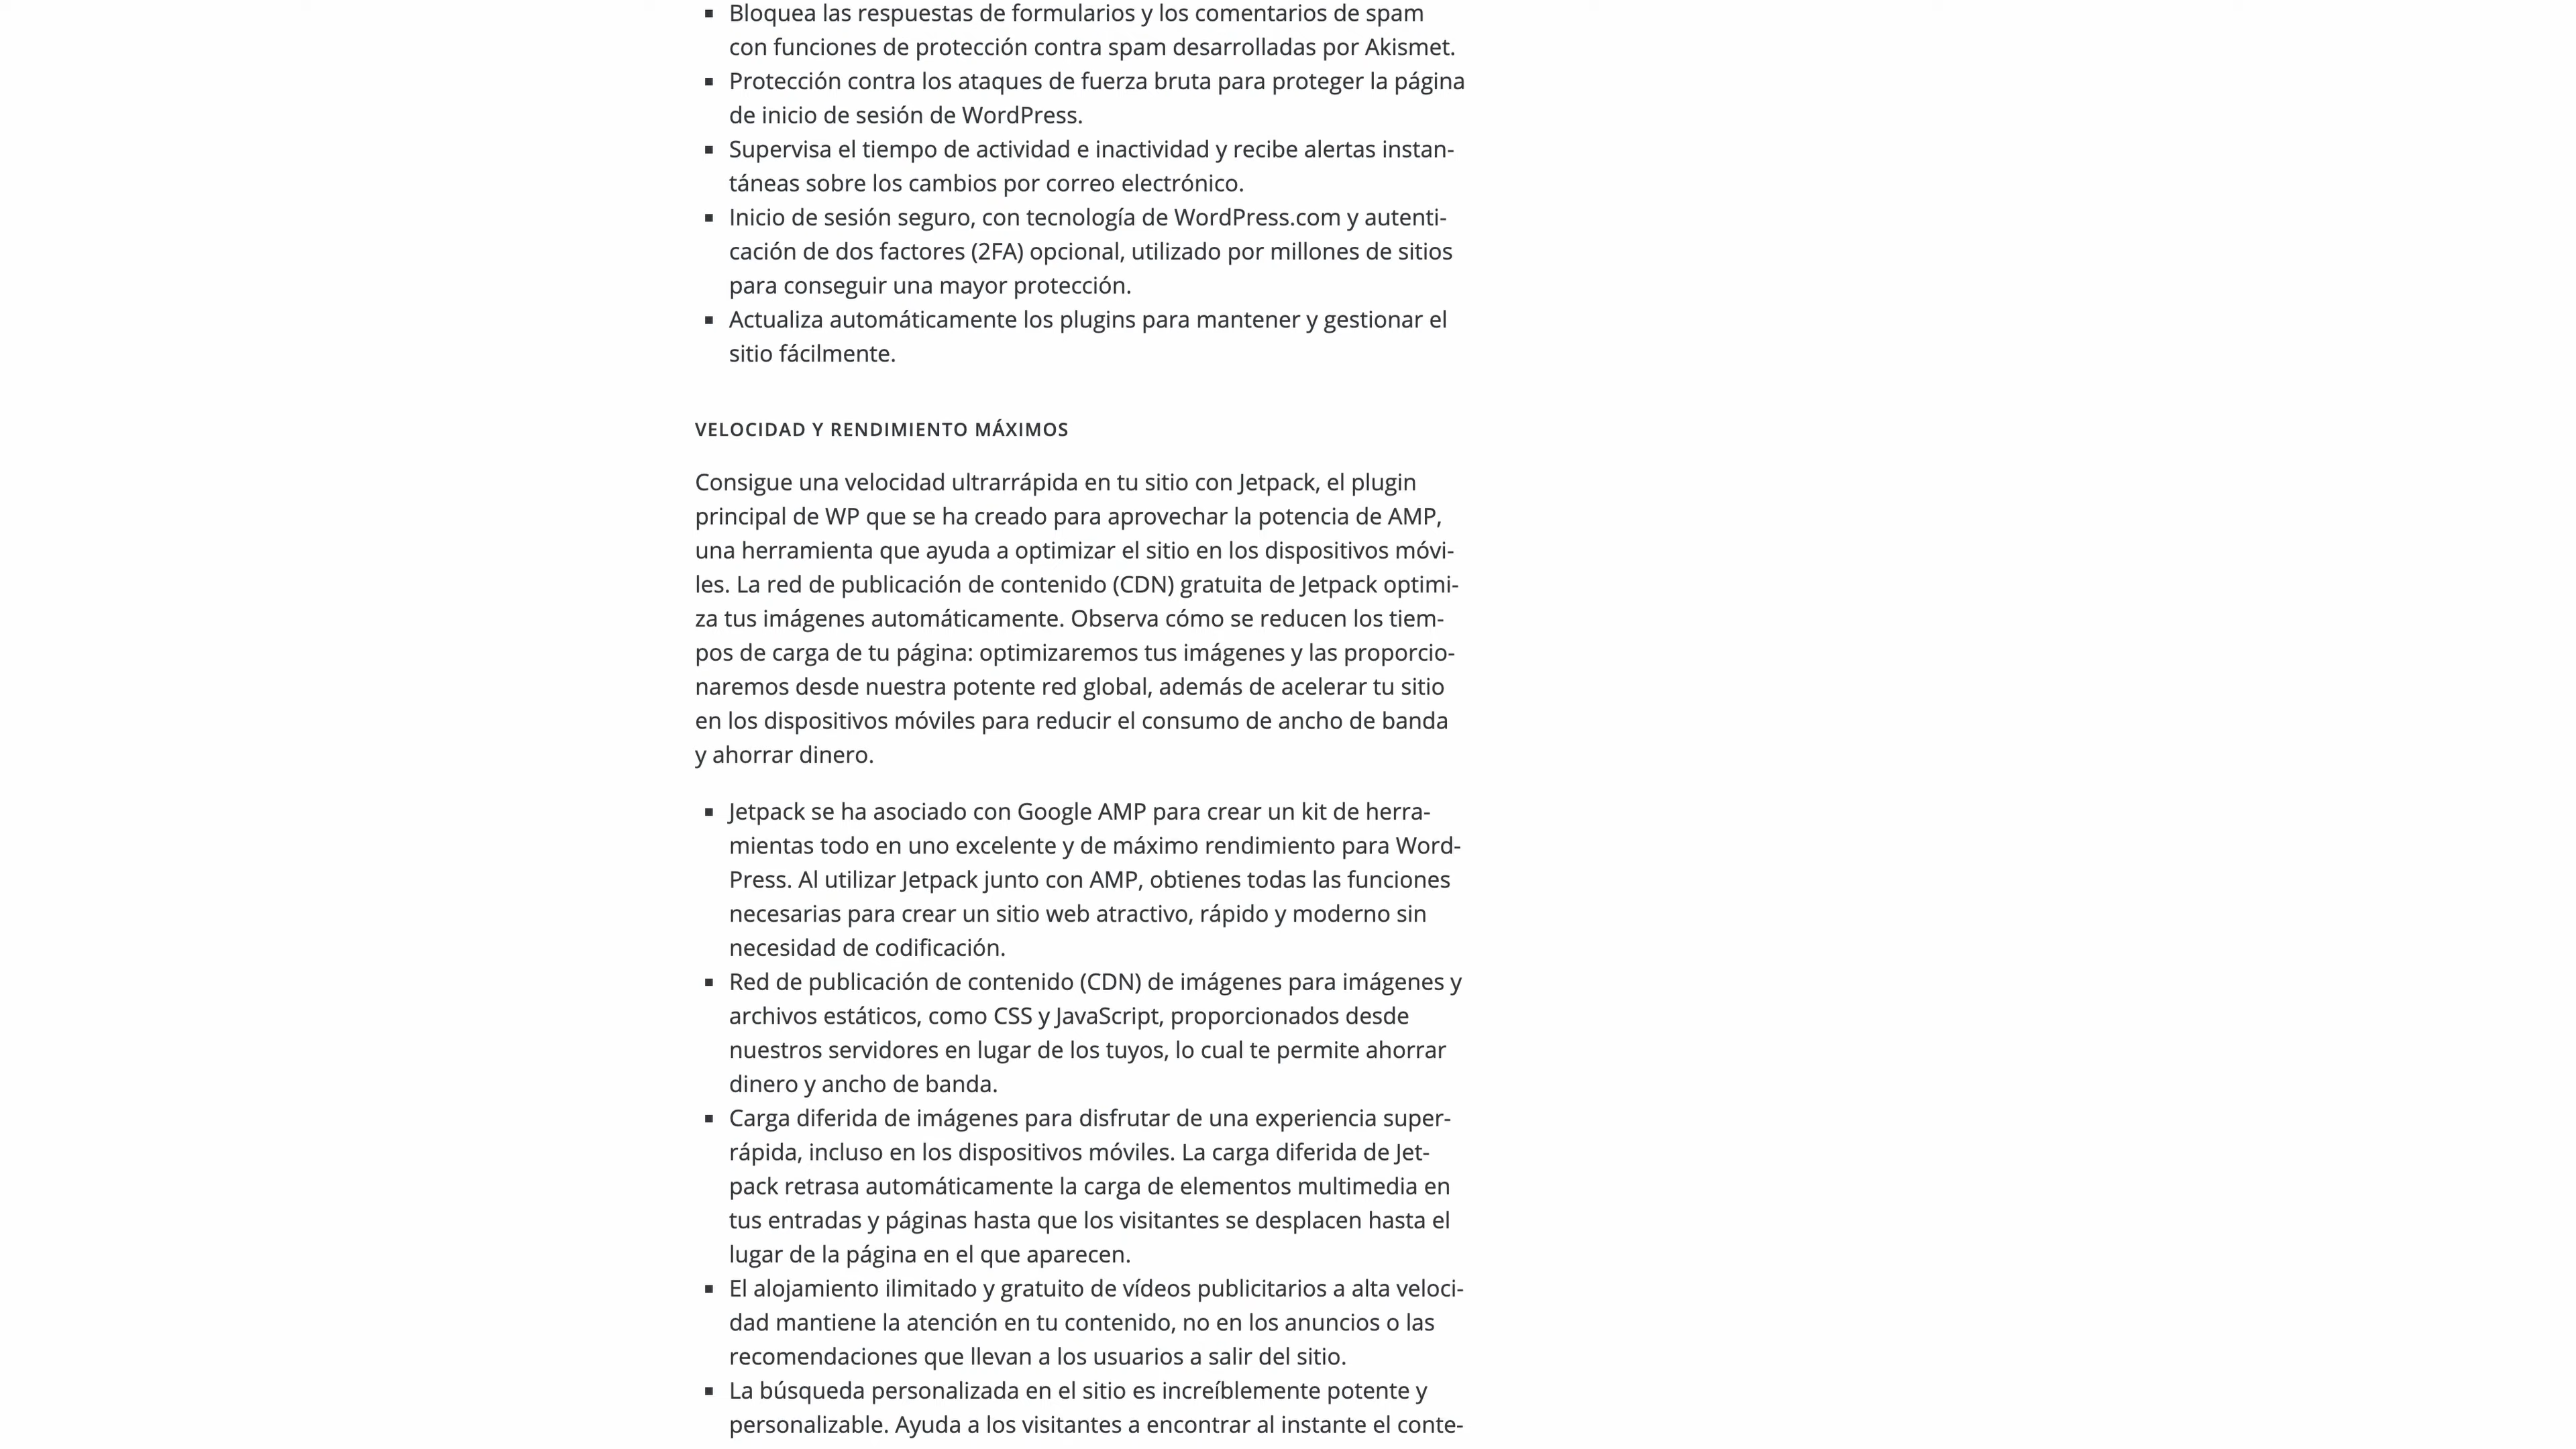 Bloquea las respuestas de formularios y los comentarios de spam
con funciones de protección contra spam desarrolladas por Akismet.
Protección contra los ataques de fuerza bruta para proteger la página
de inicio de sesión de WordPress.
Supervisa el tiempo de actividad e inactividad y recibe alertas instan-
táneas sobre los cambios por correo electrónico.
Inicio de sesión seguro, con tecnología de WordPress.com y autenti-
cación de dos factores (2FA) opcional, utilizado por millones de sitios
para conseguir una mayor protección.
Actualiza automáticamente los plugins para mantener y gestionar el
sitio fácilmente.
VELOCIDAD Y RENDIMIENTO MÁXIMOS
Consigue una velocidad ultrarrápida en tu sitio con Jetpack, el plugin
principal de WP que se ha creado para aprovechar la potencia de AMP,
una herramienta que ayuda a optimizar el sitio en los dispositivos móvi-
les. La red de publicación de contenido (CDN) gratuita de Jetpack optimi-
za tus imágenes automáticamente. Observa cómo se reducen los tiem-
pos de carga de tu página: optimizaremos tus imágenes y las proporcio-
naremos desde nuestra potente red global, además de acelerar tu sitio
en los dispositivos móviles para reducir el consumo de ancho de banda
y ahorrar dinero.
Jetpack se ha asociado con Google AMP para crear un kit de herra-
mientas todo en uno excelente y de máximo rendimiento para Word-
Press. Al utilizar Jetpack junto con AMP, obtienes todas las funciones
necesarias para crear un sitio web atractivo, rápido y moderno sin
necesidad de codificación.
Red de publicación de contenido (CDN) de imágenes para imágenes y
archivos estáticos, como CSS y JavaScript, proporcionados desde
nuestros servidores en lugar de los tuyos, lo cual te permite ahorrar
dinero y ancho de banda.
Carga diferida de imágenes para disfrutar de una experiencia super-
rápida, incluso en los dispositivos móviles. La carga diferida de Jet-
pack retrasa automáticamente la carga de elementos multimedia en
tus entradas y páginas hasta que los visitantes se desplacen hasta el
lugar de la página en el que aparecen.
El alojamiento ilimitado y gratuito de vídeos publicitarios a alta veloci-
dad mantiene la atención en tu contenido, no en los anuncios o las
recomendaciones que llevan a los usuarios a salir del sitio.
La búsqueda personalizada en el sitio es increíblemente potente y
personalizable. Ayuda a los visitantes a encontrar al instante el conte-